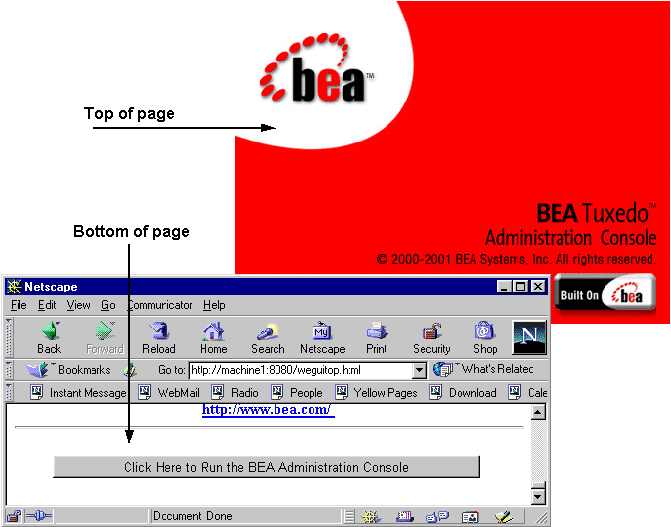 bea™
Top of page
BEA Tuxedo™
Administration Console
© 2000-2001 BEA Systems, Inc. All rights reserved.
Built On bea
Bottom of page
Netscape
File Edit View Go Communicator Help
Back Forward Reload Home Search Netscape Print Security Shop N
My
Bookmarks Go to: http://machine1:8080/weguitop.html What's Relatec
Instant Message WebMail Radio People Yellow Pages Download Cale
http://www.bea.com/
Click Here to Run the BEA Administration Console
Document Done